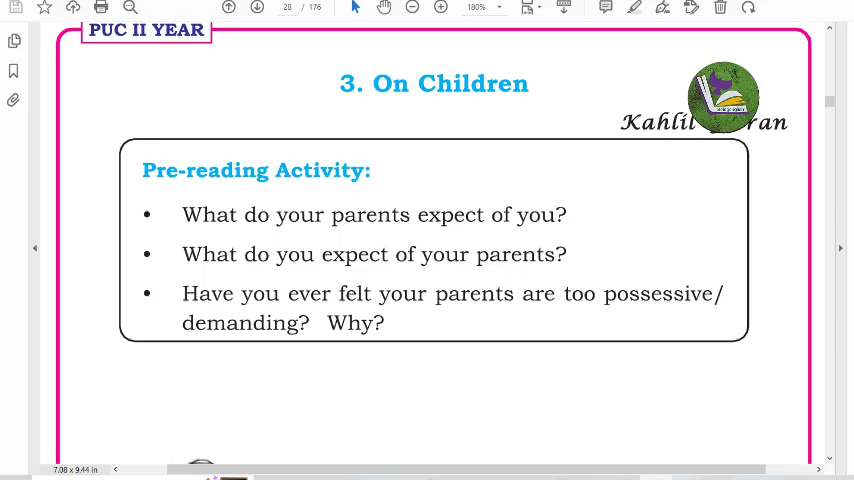 28 / 176
180%
PUC II YEAR
3. On Children
Kahlil
Pre-reading Activity:
• What do your parents expect of you?
• What do you expect of your parents?
• Have you ever felt your parents are too possessive/
demanding? Why?
7.08 x 9.44 in